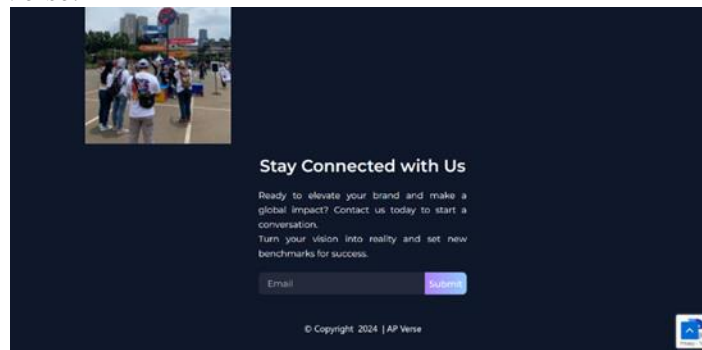 Stay Connected with Us
Ready to elevate your brand and make a
global impact? Contact us today to start a
conversation.
Turn your vision into reality and set new
benchmarks for success.
Email
Submit
© Copyright 2024 | AP Verse